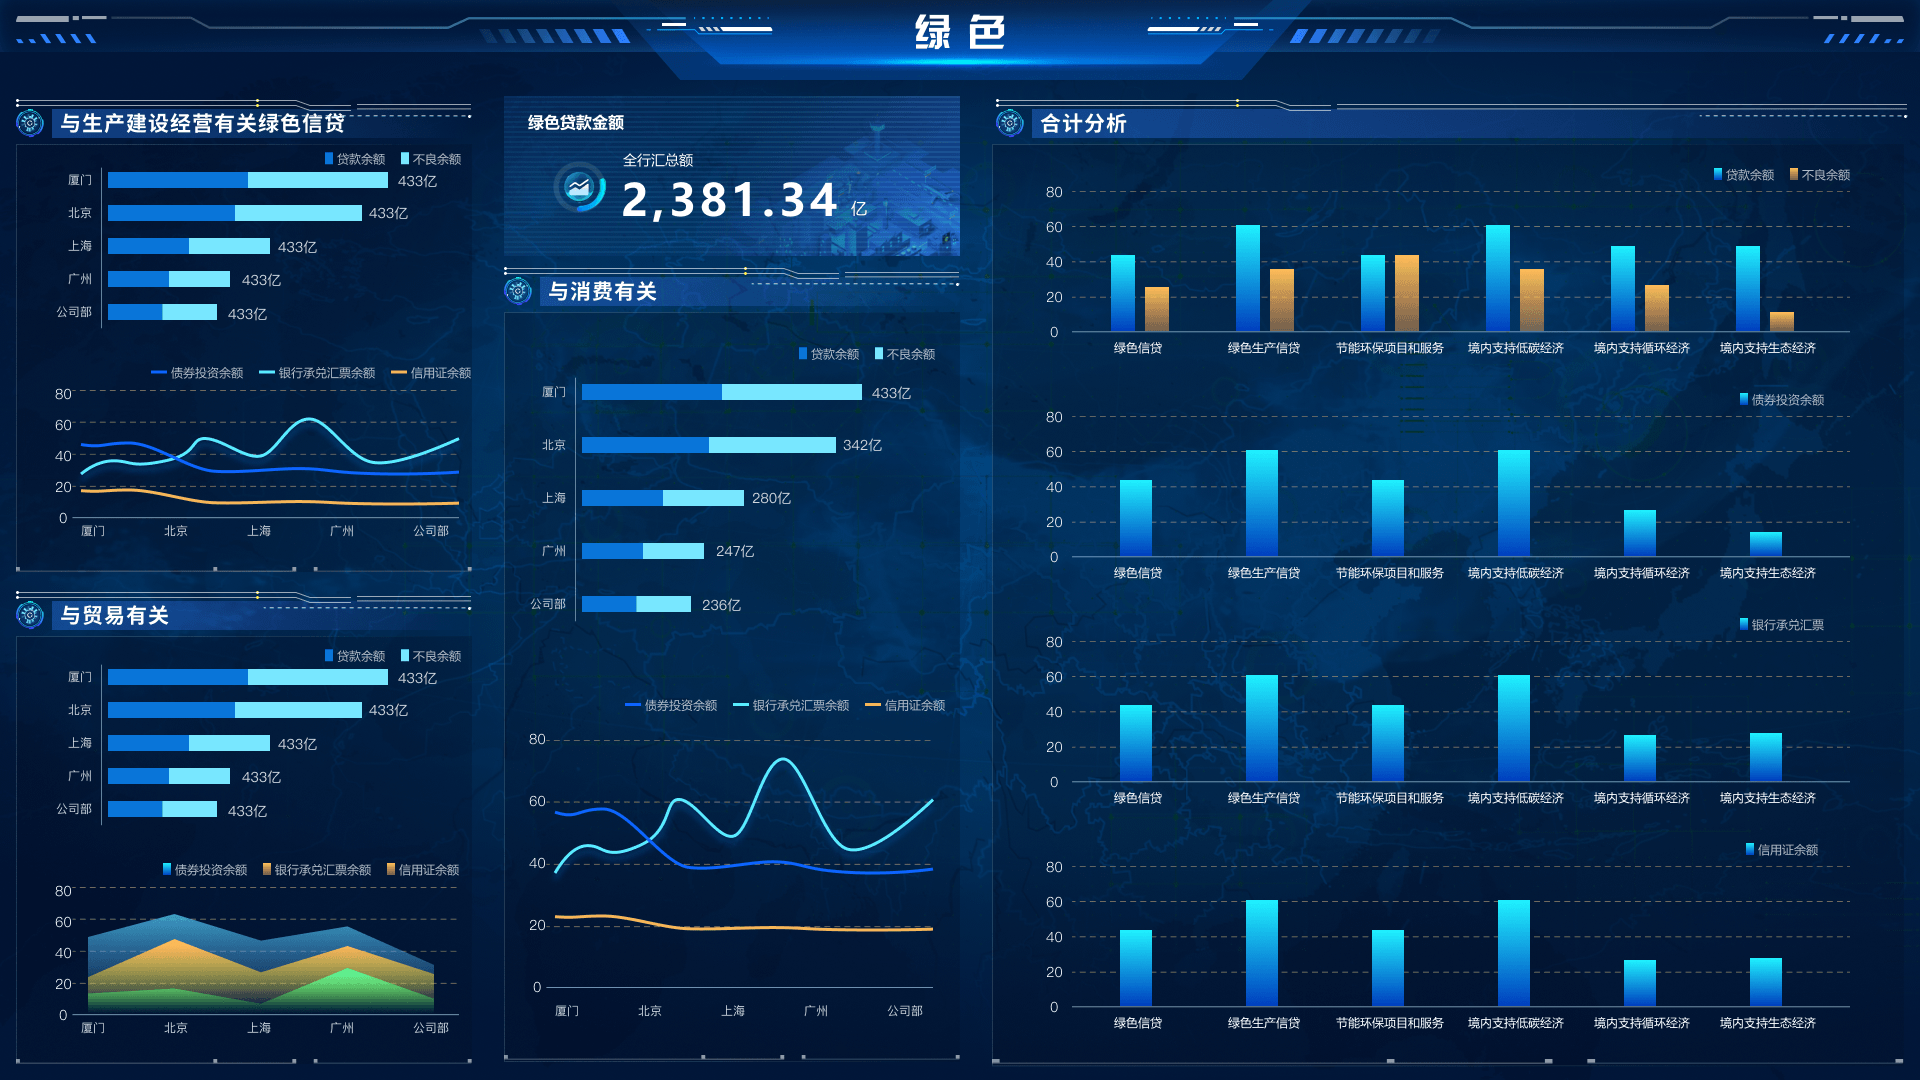 绿 色
与生产建设经营有关绿色信贷
贷款余额 不良余额
厦门 433亿
北京 433亿
上海 433亿
广州 433亿
公司部 433亿
债券投资余额 银行承兑汇票余额 信用证余额
80
60
40
20
0
厦门 北京 上海 广州 公司部
与贸易有关
贷款余额 不良余额
厦门 433亿
北京 433亿
上海 433亿
广州 433亿
公司部 433亿
债券投资余额 银行承兑汇票余额 信用证余额
80
60
40
20
0
厦门 北京 上海 广州 公司部
绿色贷款金额
全行汇总额
2,381.34 亿
与消费有关
贷款余额 不良余额
厦门 433亿
北京 342亿
上海 280亿
广州 247亿
公司部 236亿
债券投资余额 银行承兑汇票余额 信用证余额
80
60
40
20
0
厦门 北京 上海 广州 公司部
合计分析
贷款余额 不良余额
80
60
40
20
0
绿色信贷 绿色生产信贷 节能环保项目和服务 境内支持低碳经济 境内支持循环经济 境内支持生态经济
债券投资余额
80
60
40
20
0
绿色信贷 绿色生产信贷 节能环保项目和服务 境内支持低碳经济 境内支持循环经济 境内支持生态经济
银行承兑汇票
80
60
40
20
0
绿色信贷 绿色生产信贷 节能环保项目和服务 境内支持低碳经济 境内支持循环经济 境内支持生态经济
信用证余额
80
60
40
20
0
绿色信贷 绿色生产信贷 节能环保项目和服务 境内支持低碳经济 境内支持循环经济 境内支持生态经济